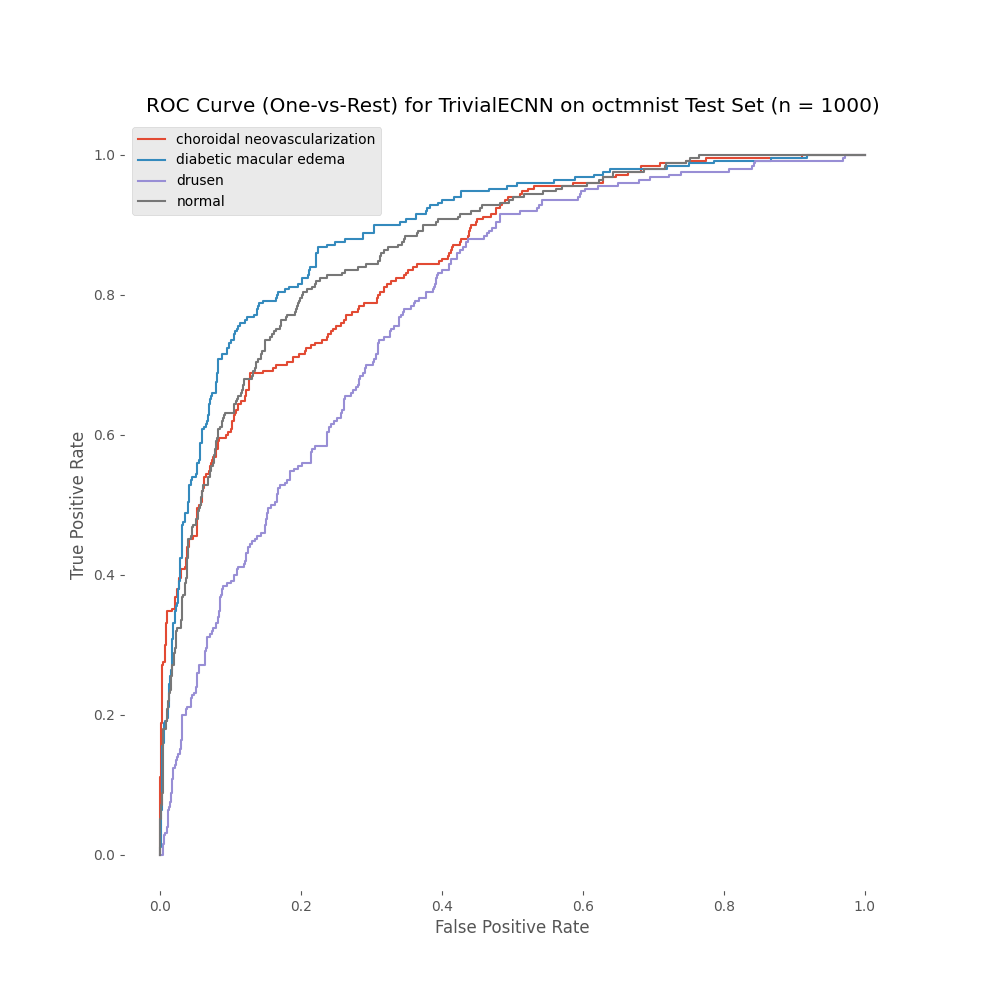 ROC Curve (One-vs-Rest) for TrivialECNN on octmnist Test Set (n = 1000)
choroidal neovascularization
diabetic macular edema
drusen
normal
1.0
0.8
0.6
0.4
0.2
0.0
True Positive Rate
0.0 0.2 0.4 0.6 0.8 1.0
False Positive Rate